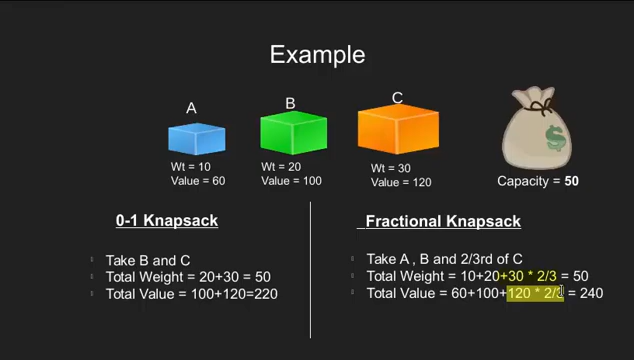 Example
A
B
C
Wt = 10
Value = 60
Wt = 20
Value = 100
Wt = 30
Value = 120
$
Capacity = 50
0-1 Knapsack
Take B and C
Total Weight = 20+30 = 50
Total Value = 100+120=220
Fractional Knapsack
Take A , B and 2/3rd of C
Total Weight = 10+20+30 * 2/3 = 50
Total Value = 60+100+120 * 2/3 = 240